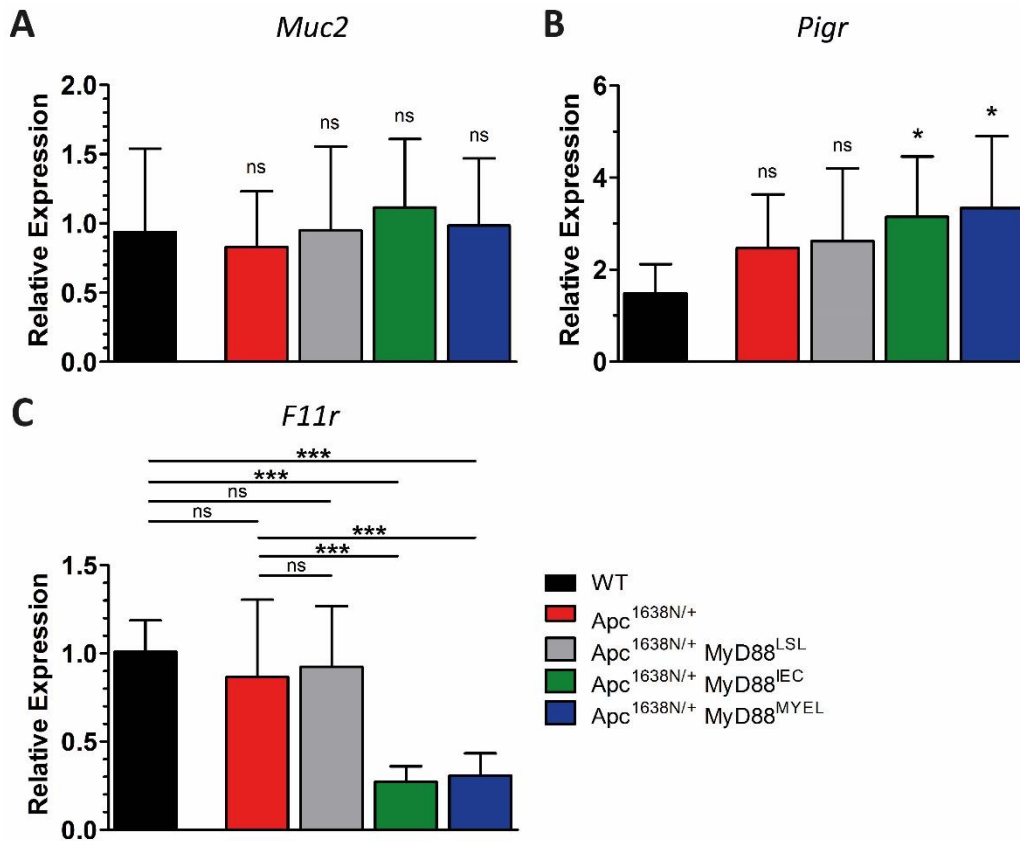 A
Muc2
2.0
1.5
1.0
0.5
0.0
Relative Expression
ns
ns
ns
ns
B
Pigr
6
4
2
0
Relative Expression
ns
ns
*
*
C
F11r
***
***
ns
ns
***
***
ns
1.5
1.0
0.5
0.0
Relative Expression
WT
Apc1638N/+
Apc1638N/+ MyD88LSL
Apc1638N/+ MyD88IEC
Apc1638N/+ MyD88MYEL